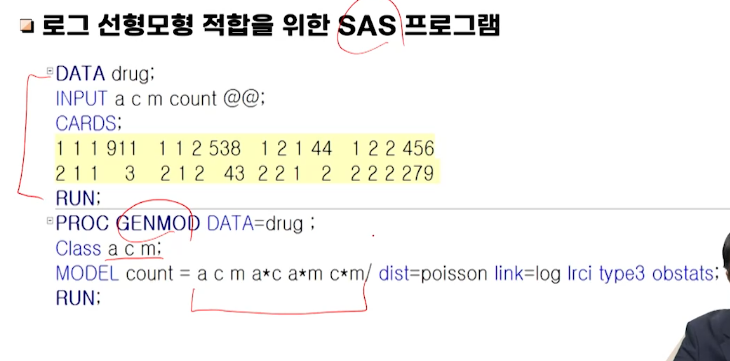 로그 선형모형 적합을 위한 SAS 프로그램
DATA drug;
INPUT a c m count @@;
CARDS;
1 1 1 911 1 1 2 538 1 2 1 44 1 2 2 456
2 1 1 3 2 1 2 43 2 2 1 2 2 2 2 279
RUN;
PROC GENMOD DATA=drug ;
Class a c m;
MODEL count = a c m a*c a*m c*m/ dist=poisson link=log lrci type3 obstats;
RUN;